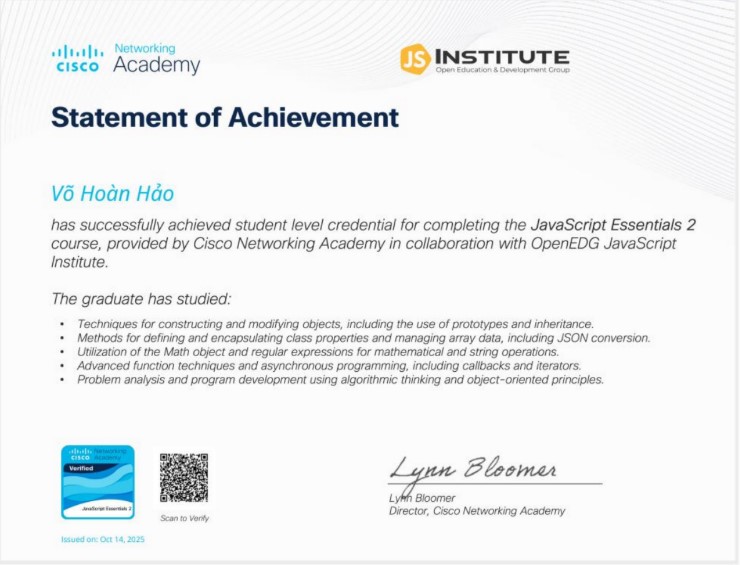 Networking
CISCO Academy
JS INSTITUTE
Open Education & Development Group
Statement of Achievement
Võ Hoàn Hảo
has successfully achieved student level credential for completing the JavaScript Essentials 2
course, provided by Cisco Networking Academy in collaboration with OpenEDG JavaScript
Institute.
The graduate has studied:
• Techniques for constructing and modifying objects, including the use of prototypes and inheritance.
• Methods for defining and encapsulating class properties and managing array data, including JSON conversion.
• Utilization of the Math object and regular expressions for mathematical and string operations.
• Advanced function techniques and asynchronous programming, including callbacks and iterators.
• Problem analysis and program development using algorithmic thinking and object-oriented principles.
Networking
CISCO Academy
Verified
JavaScript Essentials 2
Scan to Verify
Issued on: Oct 14, 2025
Lynn Bloomer
Lynn Bloomer
Director, Cisco Networking Academy